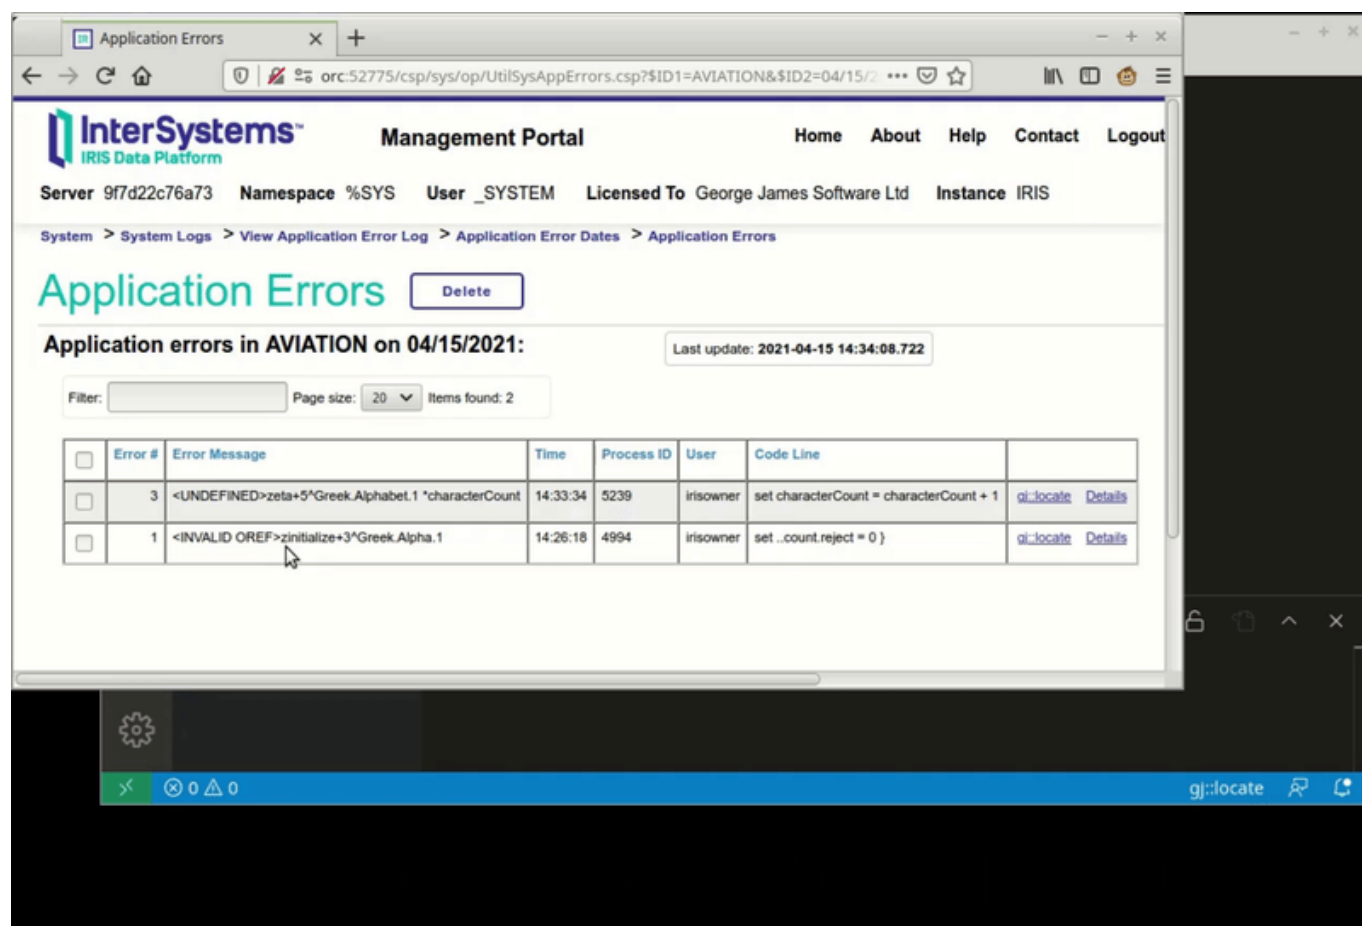 Application Errors
orc:52775/csp/sys/op/UtilSysAppErrors.csp?$ID1=AVIATION&$ID2=04/15/2
InterSystems™
IRIS Data Platform
Management Portal
Home About Help Contact Logout
Server 9f7d22c76a73 Namespace %SYS User _SYSTEM Licensed To George James Software Ltd Instance IRIS
System > System Logs > View Application Error Log > Application Error Dates > Application Errors
Application Errors Delete
Application errors in AVIATION on 04/15/2021:
Last update: 2021-04-15 14:34:08.722
Filter: Page size: 20 Items found: 2
Error # Error Message Time Process ID User Code Line
3 <UNDEFINED>zeta+5^Greek.Alphabet.1 *characterCount 14:33:34 5239 irisowner set characterCount = characterCount + 1 gj::locate Details
1 <INVALID OREF>zinitialize+3^Greek.Alpha.1 14:26:18 4994 irisowner set ..count.reject = 0 } gj::locate Details
0 0 gj::locate